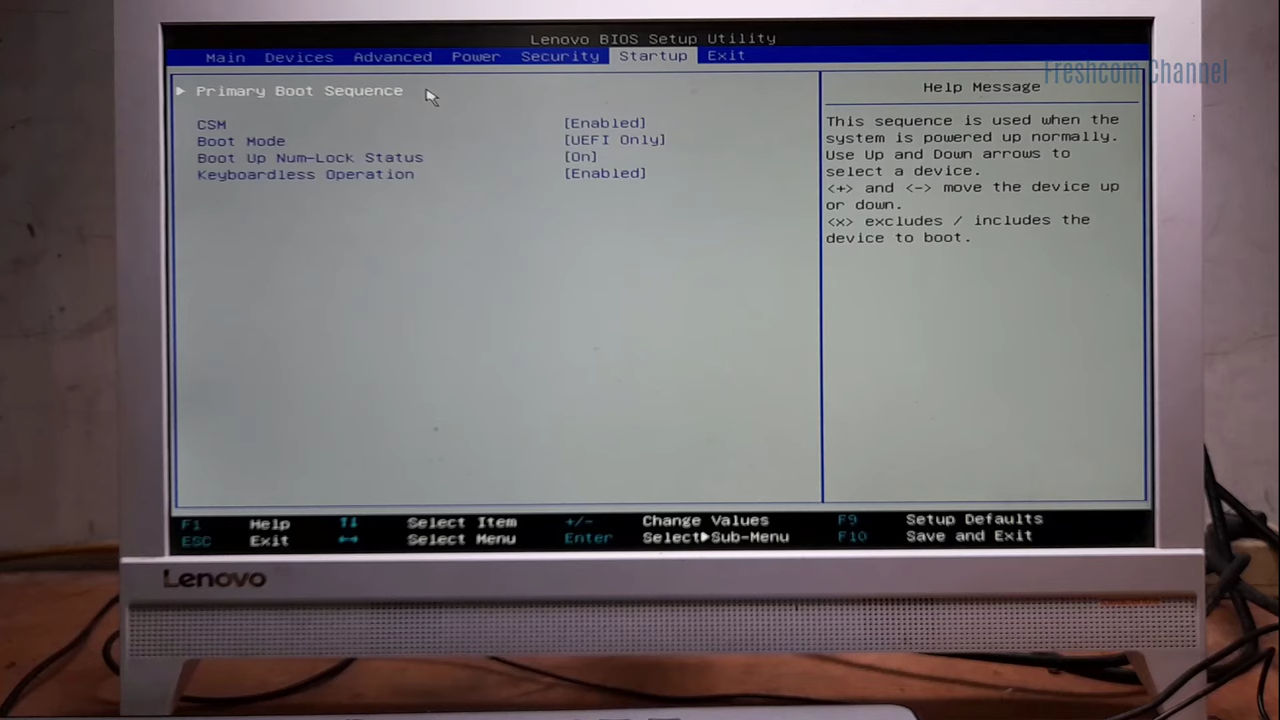 Lenovo BIOS Setup Utility
Main Devices Advanced Power Security Startup Exit
Freshcom Channel
Primary Boot Sequence
CSM [Enabled]
Boot Mode [UEFI Only]
Boot Up Num-Lock Status [On]
Keyboardless Operation [Enabled]
Help Message
This sequence is used when the
system is powered up normally.
Use Up and Down arrows to
select a device.
<+> and <-> move the device up
or down.
<x> excludes / includes the
device to boot.
F1 Help ↑↓ Select Item +/- Change Values F9 Setup Defaults
ESC Exit ←→ Select Menu Enter Select▶Sub-Menu F10 Save and Exit
Lenovo